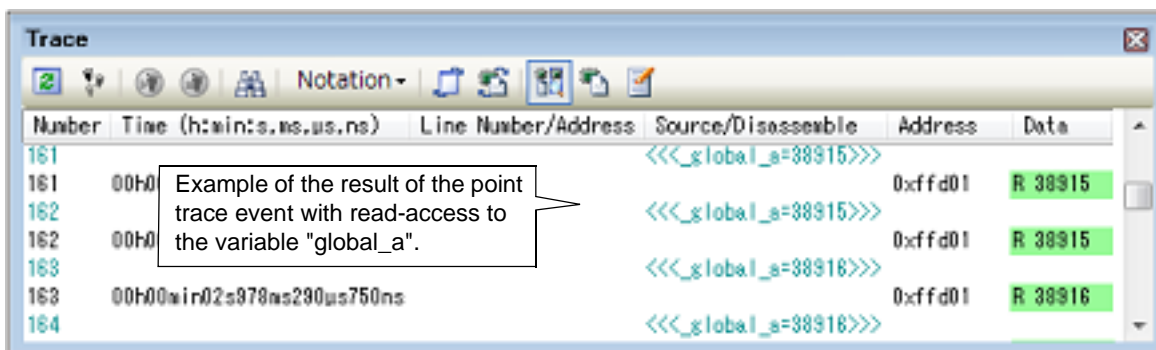 Trace
Notation
Number Time (h:min:s,ms,μs,ns) Line Number/Address Source/Disassemble Address Data
161 <<<_global_a=38915>>>
161 00h0 0xffd01 R 38915
162 <<<_global_a=38915>>>
162 00h0 0xffd01 R 38915
163 <<<_global_a=38916>>>
163 00h00min02s978ms290μs750ns 0xffd01 R 38916
164 <<<_global_a=38916>>>
Example of the result of the point
trace event with read-access to
the variable "global_a".